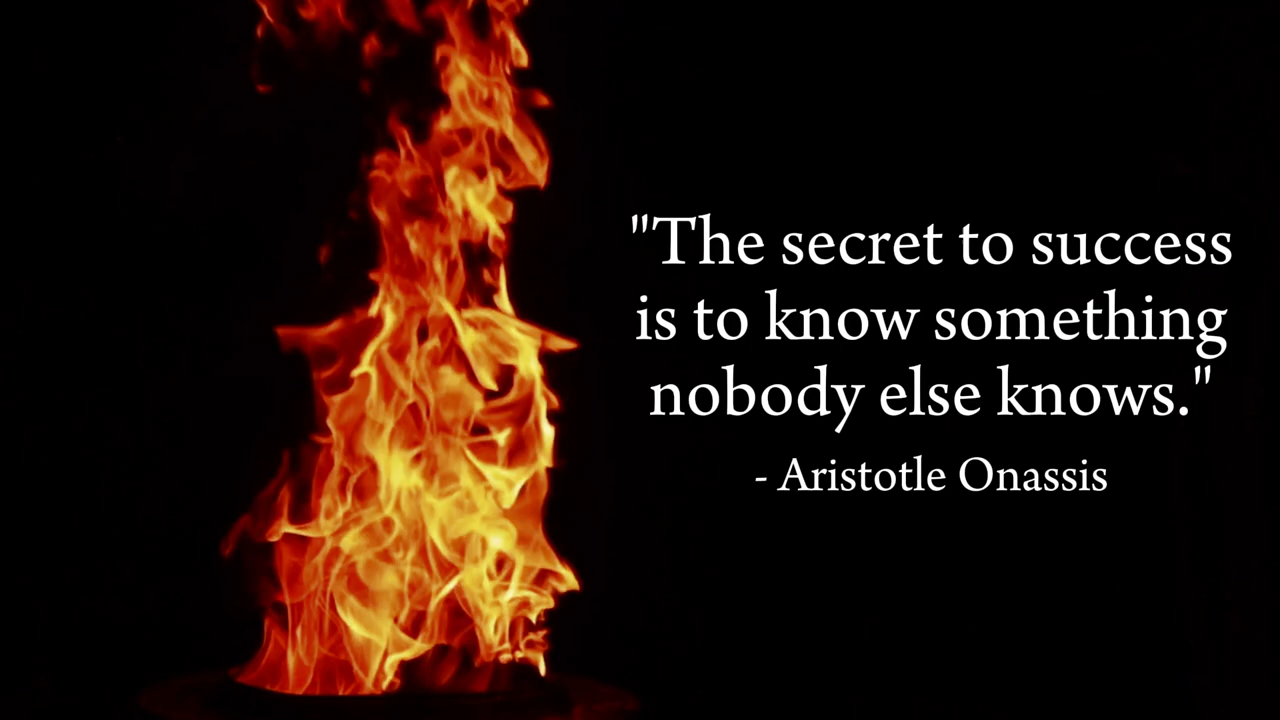 "The secret to success
is to know something
nobody else knows."
- Aristotle Onassis